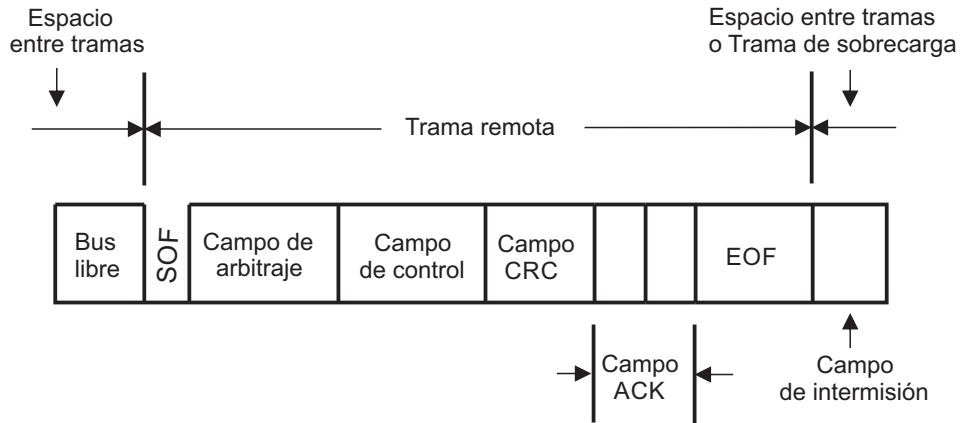 Espacio
entre tramas
Espacio entre tramas
o Trama de sobrecarga
Trama remota
Bus
libre
SOF
Campo de
arbitraje
Campo
de control
Campo
CRC
EOF
Campo
ACK
Campo
de intermisión